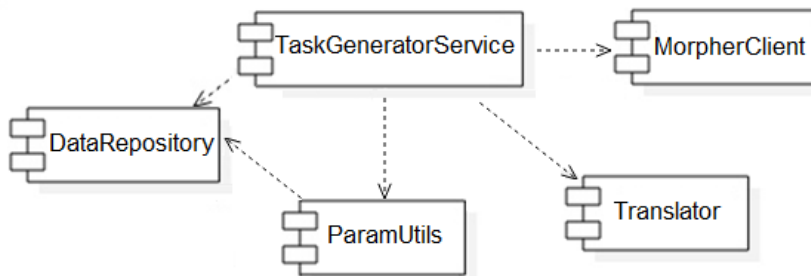 TaskGeneratorService
MorpherClient
DataRepository
Translator
ParamUtils